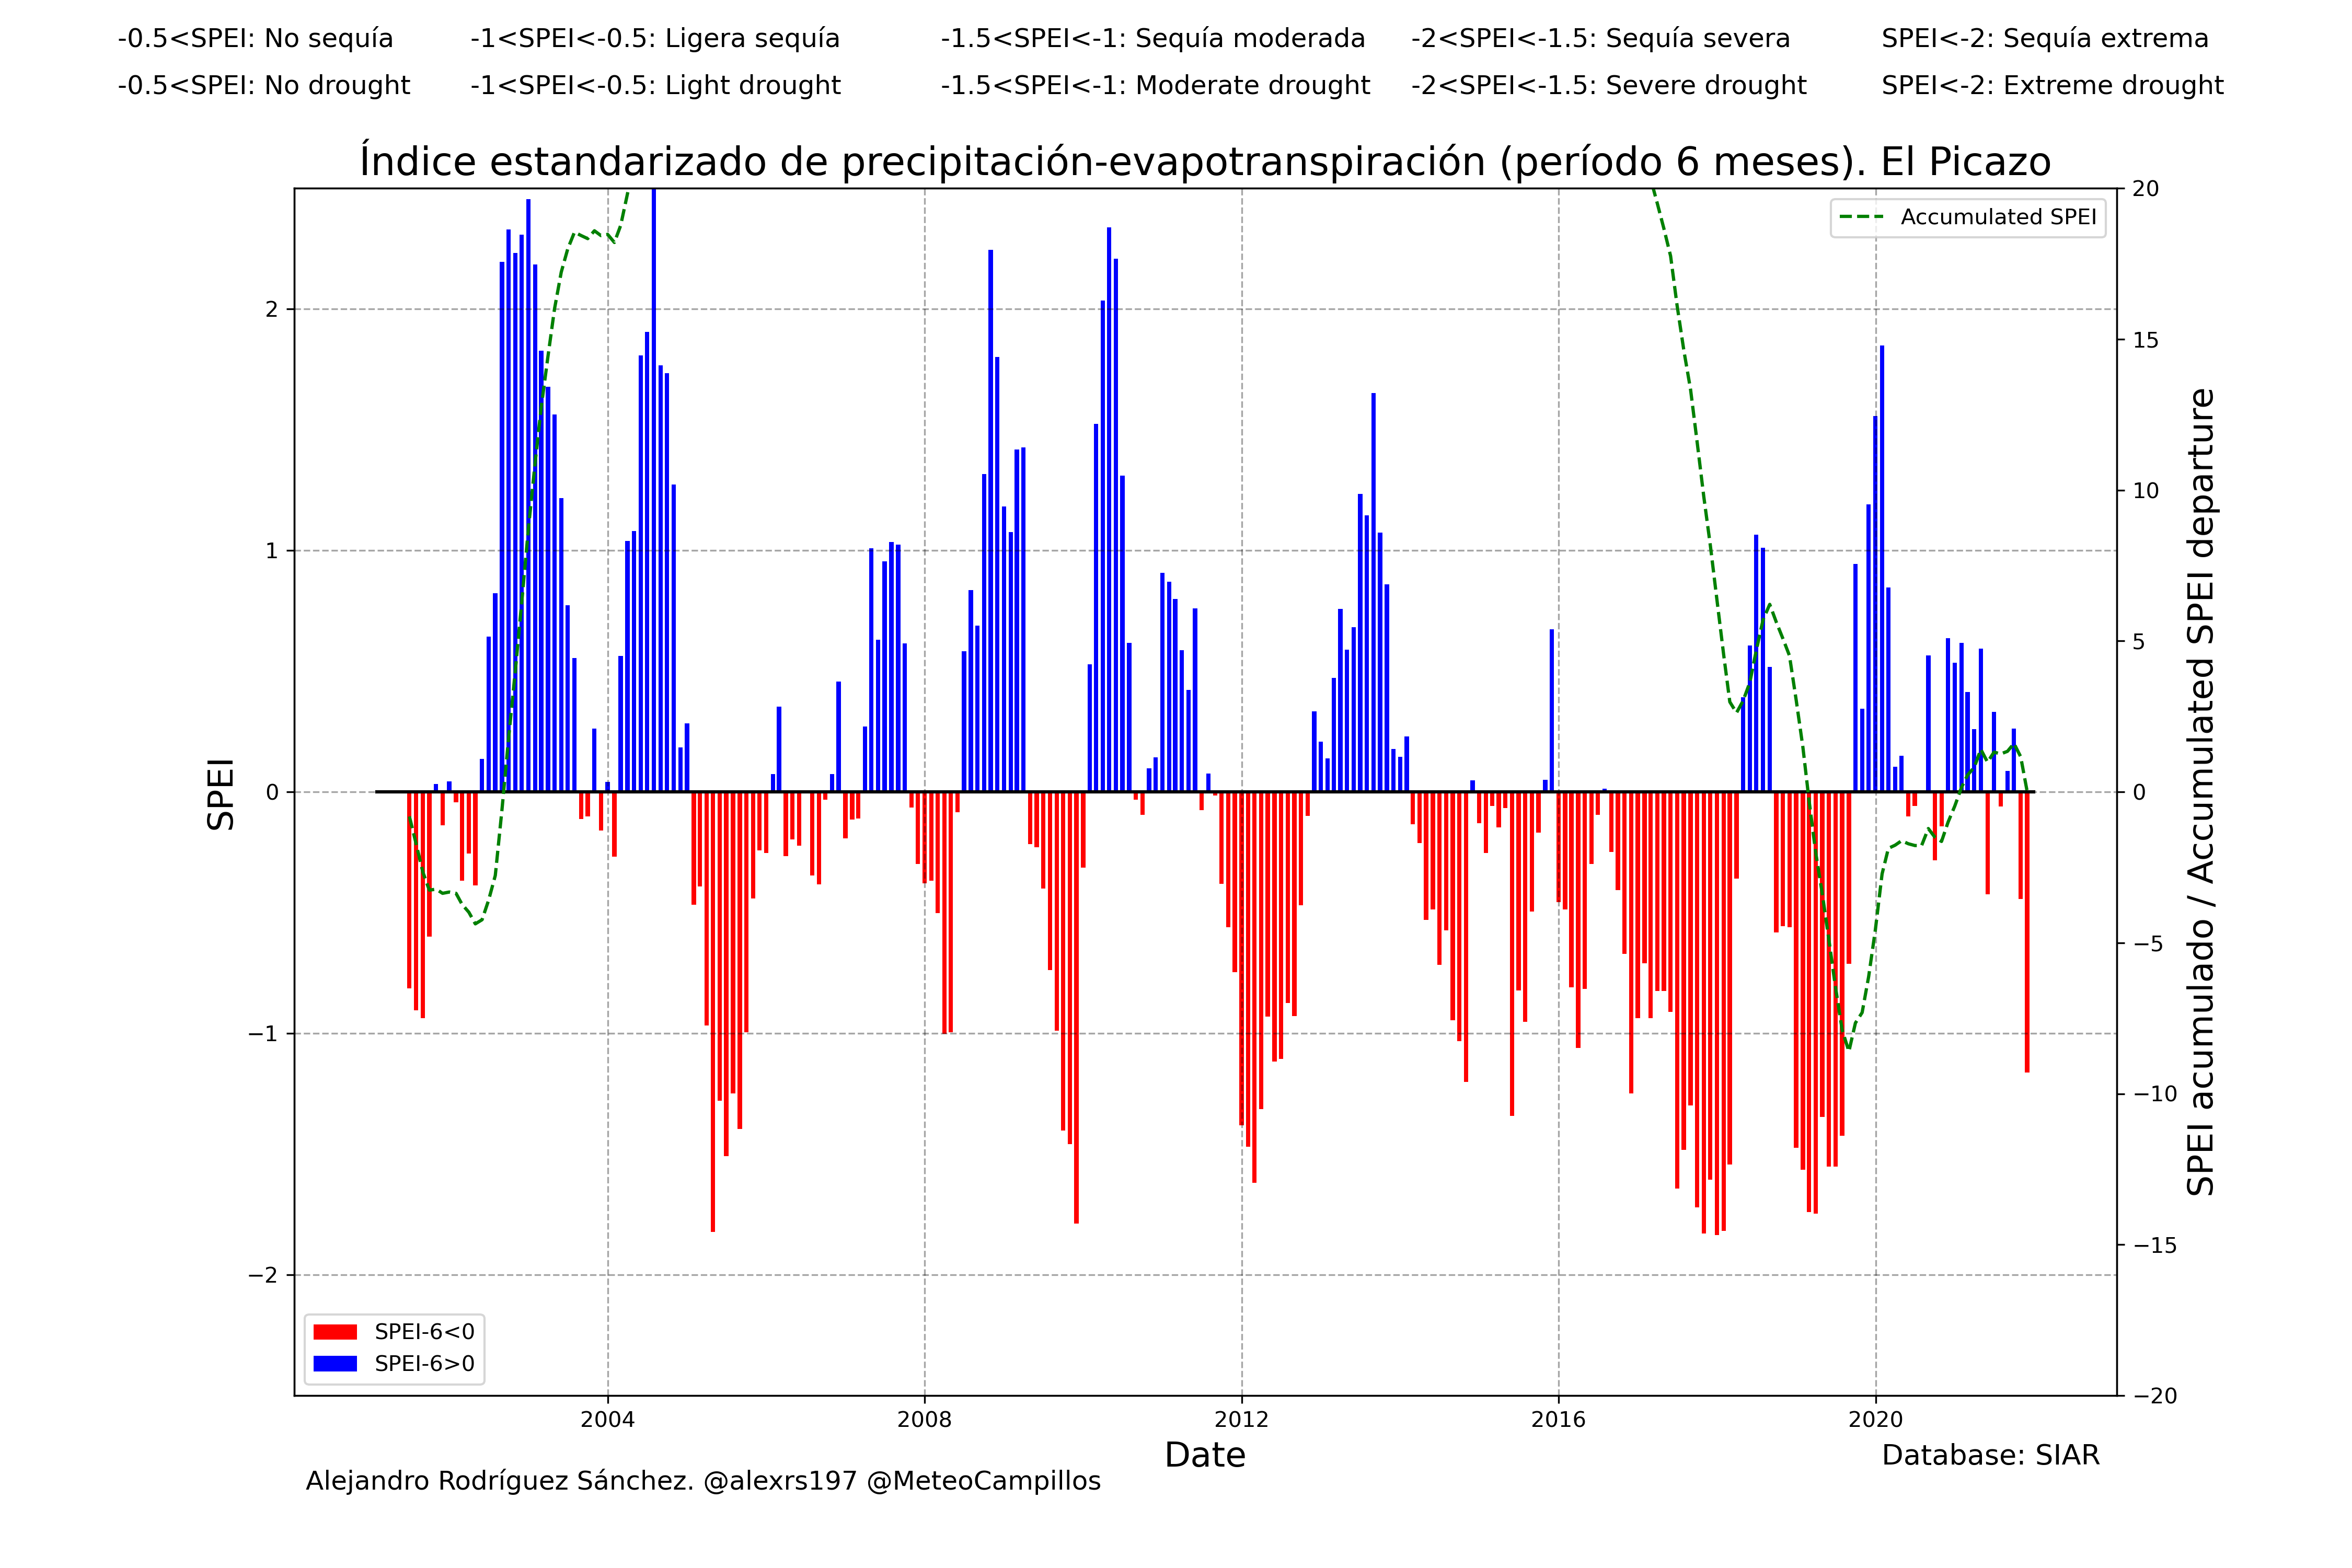 -0.5<SPEI: No sequía
-1<SPEI<-0.5: Ligera sequía
-1.5<SPEI<-1: Sequía moderada
-2<SPEI<-1.5: Sequía severa
SPEI<-2: Sequía extrema
-0.5<SPEI: No drought
-1<SPEI<-0.5: Light drought
-1.5<SPEI<-1: Moderate drought
-2<SPEI<-1.5: Severe drought
SPEI<-2: Extreme drought
Índice estandarizado de precipitación-evapotranspiración (período 6 meses). El Picazo
Accumulated SPEI
2
1
0
−1
−2
SPEI
20
15
10
5
0
−5
−10
−15
−20
SPEI acumulado / Accumulated SPEI departure
SPEI-6<0
SPEI-6>0
2004
2008
2012
2016
2020
Date
Database: SIAR
Alejandro Rodríguez Sánchez. @alexrs197 @MeteoCampillos